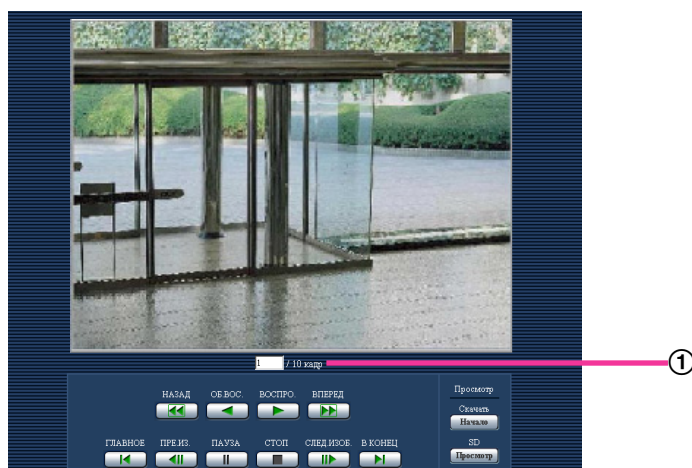 1 / 10 кадр
①
НАЗАД ОБ.ВОС. ВОСПРО. ВПЕРЕД
ГЛАВНОЕ ПРЕ.ИЗ. ПАУЗА СТОП СЛЕД.ИЗОБ. В КОНЕЦ
Просмотр
Скачать
Начало
SD
Просмотр